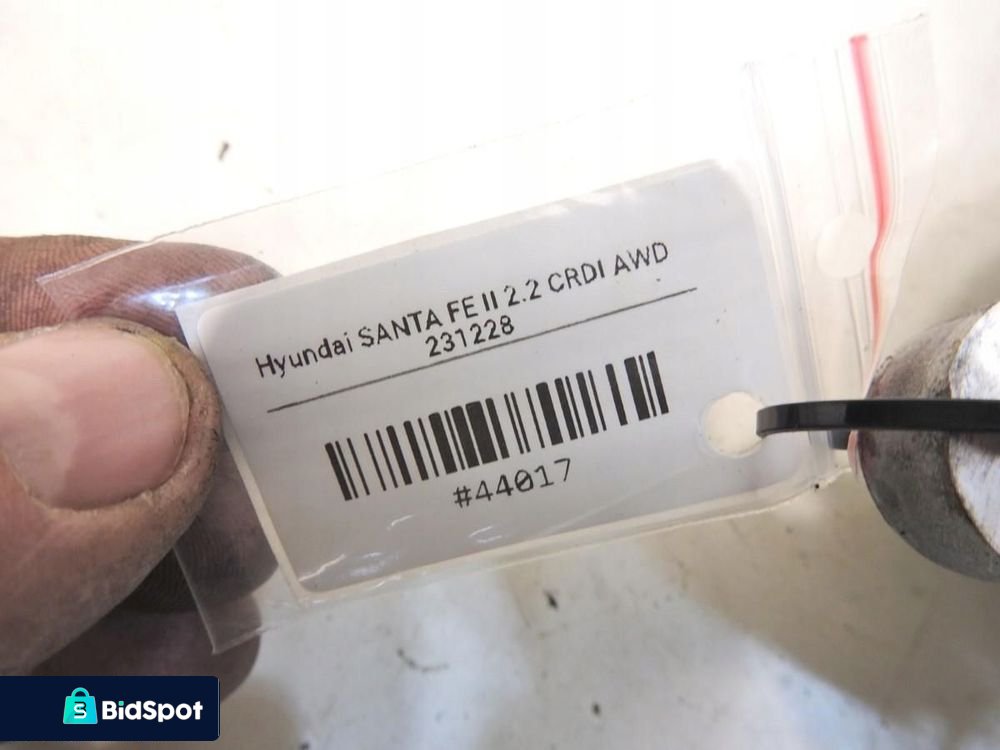 Hyundai SANTA FE II 2.2 CRDI AWD
231228
#44017
BidSpot